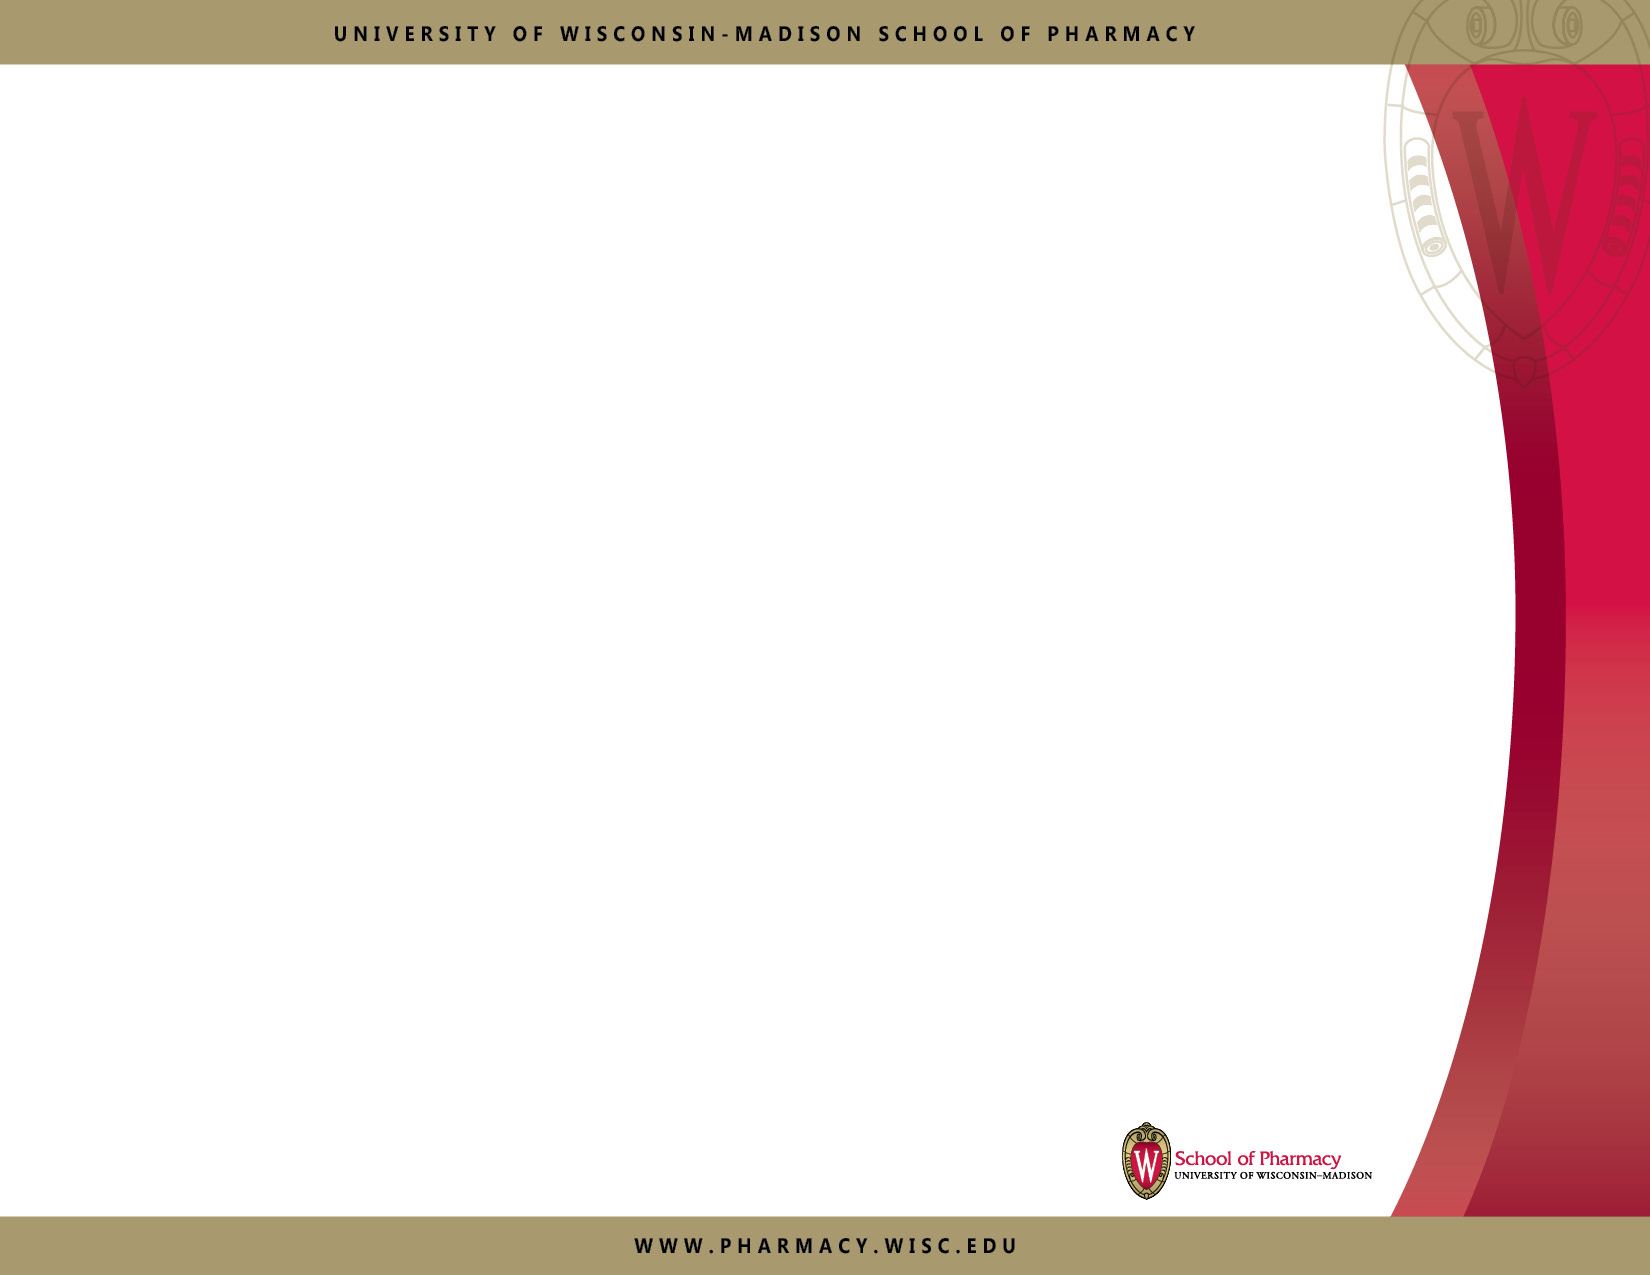 UNIVERSITY OF WISCONSIN-MADISON SCHOOL OF PHARMACY
W
W
School of Pharmacy
UNIVERSITY OF WISCONSIN–MADISON
WWW.PHARMACY.WISC.EDU